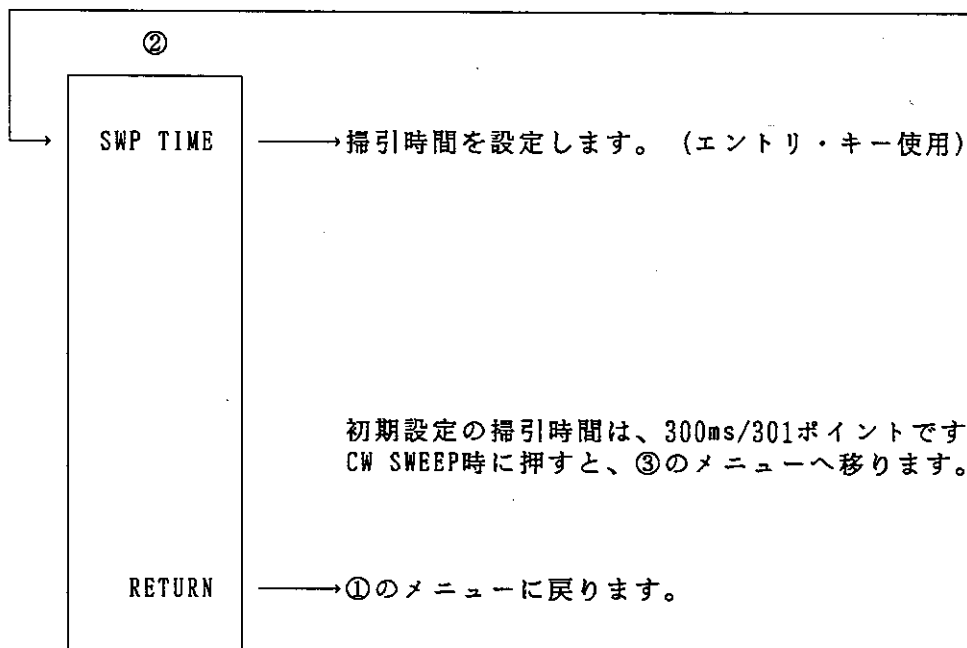 ②
SWP TIME → 掃引時間を設定します。 (エントリ・キー使用)
初期設定の掃引時間は、300ms/301ポイントです
CW SWEEP時に押すと、③のメニューへ移ります。
RETURN → ①のメニューに戻ります。